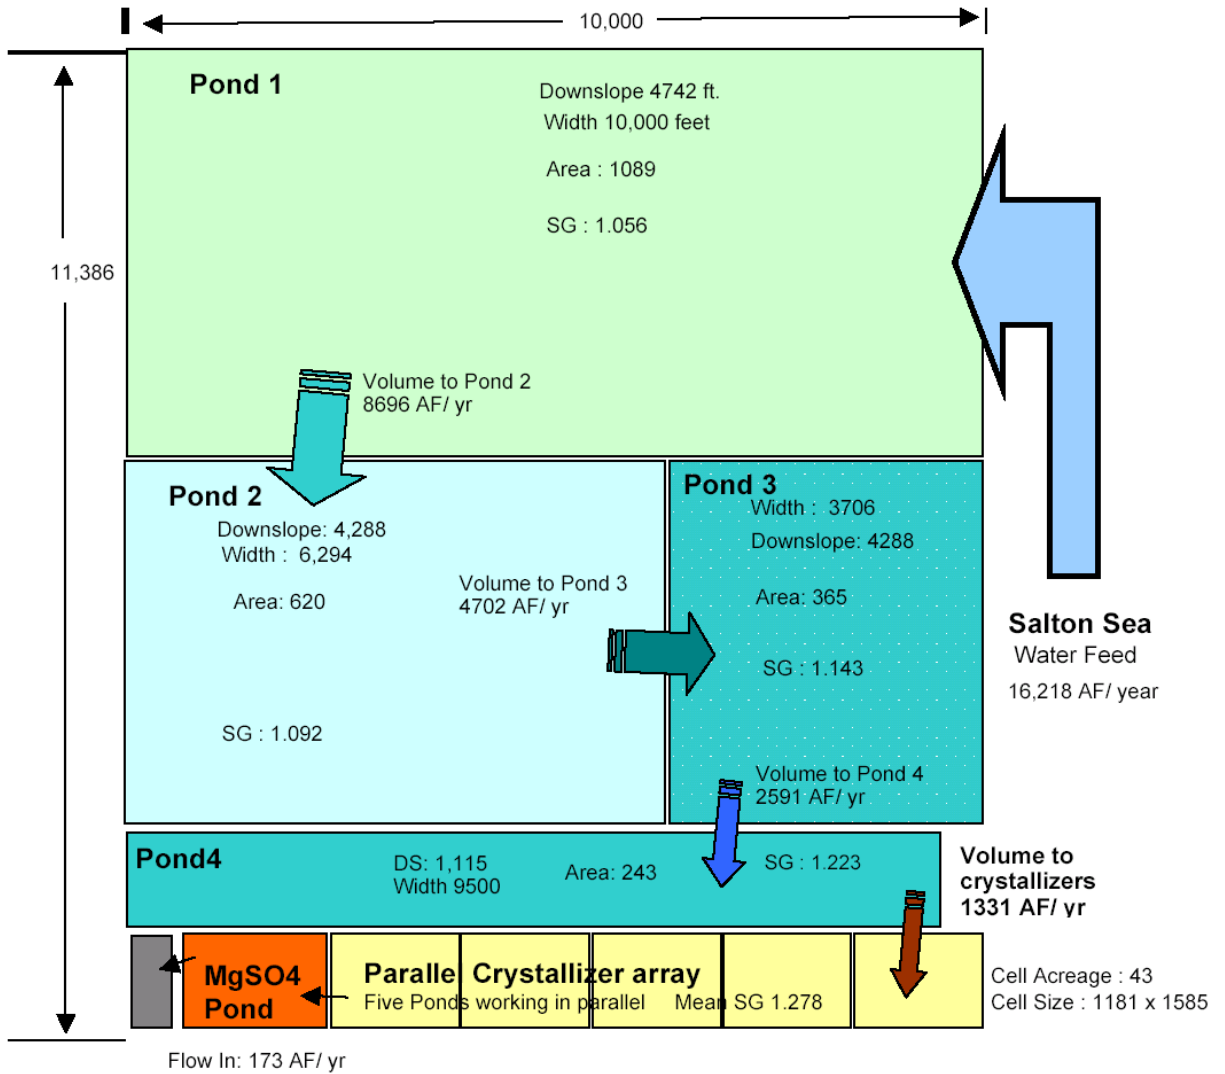 10,000
Pond 1
Downslope 4742 ft.
Width 10,000 feet
Area : 1089
SG : 1.056
11,386
Volume to Pond 2
8696 AF/ yr
Pond 2
Downslope: 4,288
Width : 6,294
Area: 620
Volume to Pond 3
4702 AF/ yr
SG : 1.092
Pond 3
Width : 3706
Downslope: 4288
Area: 365
SG : 1.143
Volume to Pond 4
2591 AF/ yr
Salton Sea
Water Feed
16,218 AF/ year
Pond4
DS: 1,115
Width 9500
Area: 243
SG : 1.223
Volume to
crystallizers
1331 AF/ yr
MgSO4
Pond
Parallel Crystallizer array
Five Ponds working in parallel Mean SG 1.278
Cell Acreage : 43
Cell Size : 1181 x 1585
Flow In: 173 AF/ yr